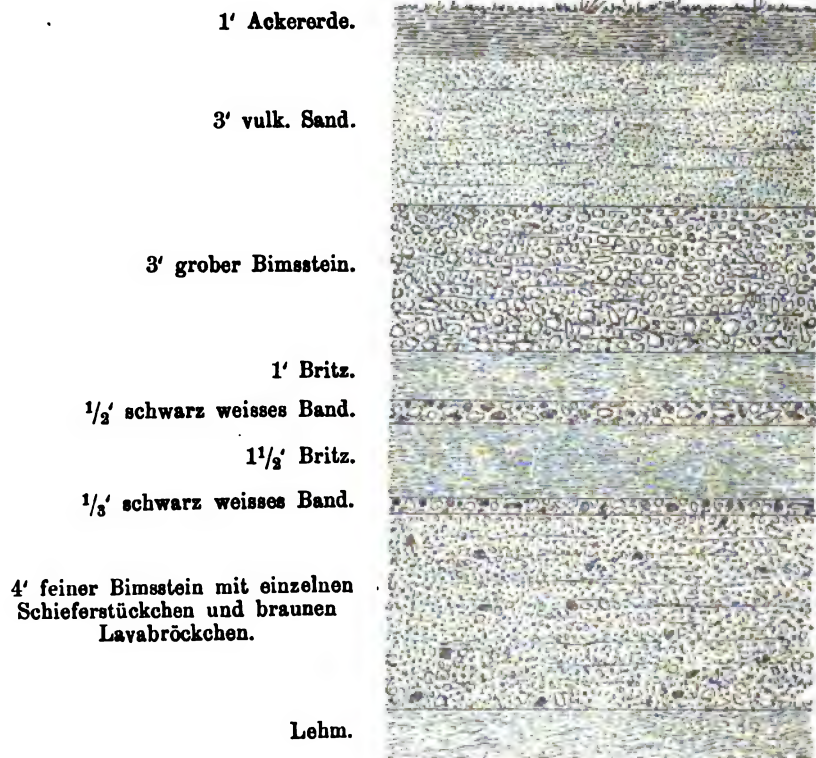 1′ Ackererde.
3′ vulk. Sand.
3′ grober Bimsstein.
1′ Britz.
1/2′ schwarz weisses Band.
1 1/2′ Britz.
1/3′ schwarz weisses Band.
4′ feiner Bimsstein mit einzelnen
Schieferstückchen und braunen
Lavabröckchen.
Lehm.